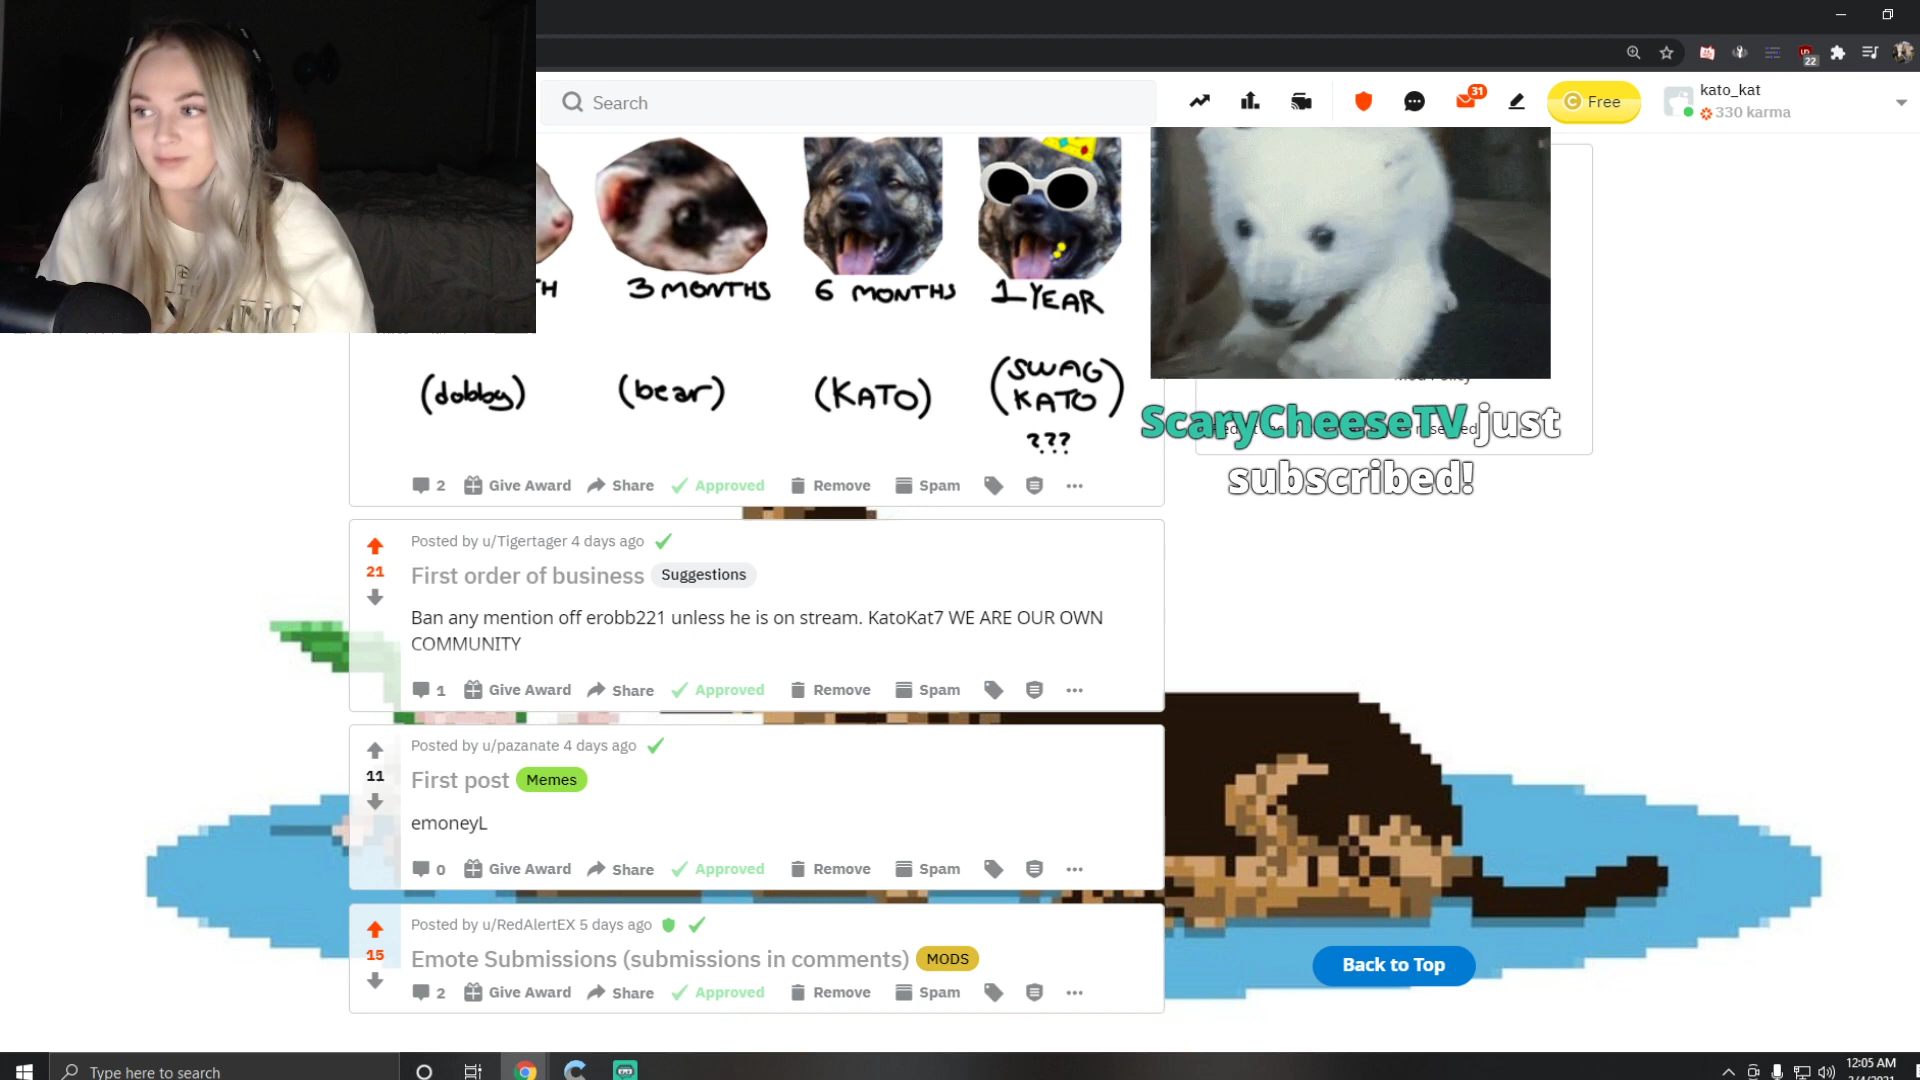 Search
22
31
Free
kato_kat
330 karma
3 MONTHS
6 MONTHS
1 YEAR
(dobby)
(bear)
(KATO)
(SWAG
KATO)
???
ScaryCheeseTV just
subscribed!
2 Give Award Share Approved Remove Spam
21
Posted by u/Tigertager 4 days ago
First order of business Suggestions
Ban any mention off erobb221 unless he is on stream. KatoKat7 WE ARE OUR OWN
COMMUNITY
1 Give Award Share Approved Remove Spam
11
Posted by u/pazanate 4 days ago
First post Memes
emoneyL
0 Give Award Share Approved Remove Spam
15
Posted by u/RedAlertEX 5 days ago
Emote Submissions (submissions in comments) MODS
2 Give Award Share Approved Remove Spam
Back to Top
Type here to search
12:05 AM